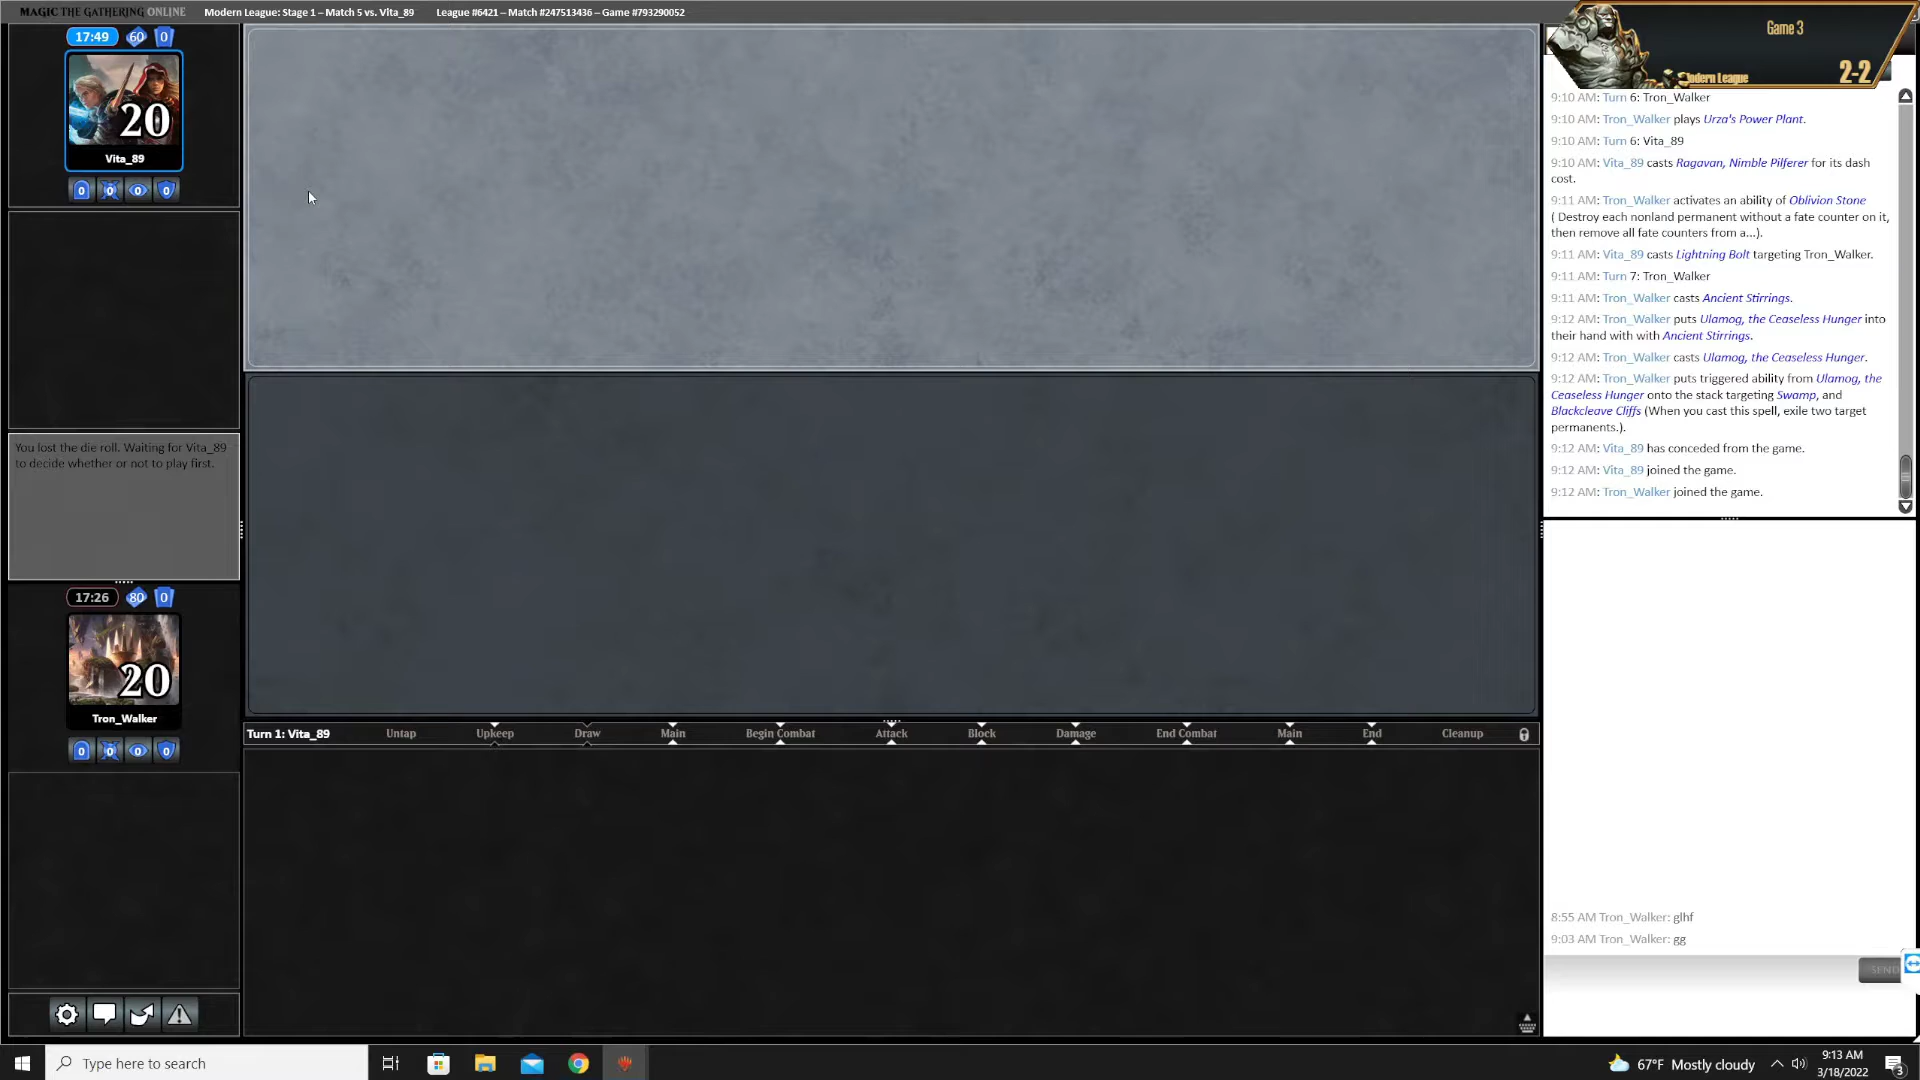 MAGIC THE GATHERING ONLINE
Modern League: Stage 1 – Match 5 vs. Vita_89
League #6421 – Match #247513436 – Game #793290052
17:49
60
0
20
Vita_89
0
0
0
0
You lost the die roll. Waiting for Vita_89
to decide whether or not to play first.
17:26
80
0
20
Tron_Walker
0
0
0
0
Turn 1: Vita_89
Untap
Upkeep
Draw
Main
Begin Combat
Attack
Block
Damage
End Combat
Main
End
Cleanup
Game 3
Modern League
2-2
9:10 AM: Turn 6: Tron_Walker
9:10 AM: Tron_Walker plays Urza's Power Plant.
9:10 AM: Turn 6: Vita_89
9:10 AM: Vita_89 casts Ragavan, Nimble Pilferer for its dash
cost.
9:11 AM: Tron_Walker activates an ability of Oblivion Stone
( Destroy each nonland permanent without a fate counter on it,
then remove all fate counters from a...).
9:11 AM: Vita_89 casts Lightning Bolt targeting Tron_Walker.
9:11 AM: Turn 7: Tron_Walker
9:11 AM: Tron_Walker casts Ancient Stirrings.
9:12 AM: Tron_Walker puts Ulamog, the Ceaseless Hunger into
their hand with with Ancient Stirrings.
9:12 AM: Tron_Walker casts Ulamog, the Ceaseless Hunger.
9:12 AM: Tron_Walker puts triggered ability from Ulamog, the
Ceaseless Hunger onto the stack targeting Swamp, and
Blackcleave Cliffs (When you cast this spell, exile two target
permanents.).
9:12 AM: Vita_89 has conceded from the game.
9:12 AM: Vita_89 joined the game.
9:12 AM: Tron_Walker joined the game.
8:55 AM Tron_Walker: glhf
9:03 AM Tron_Walker: gg
SEND
Type here to search
67°F Mostly cloudy
9:13 AM
3/18/2022
3